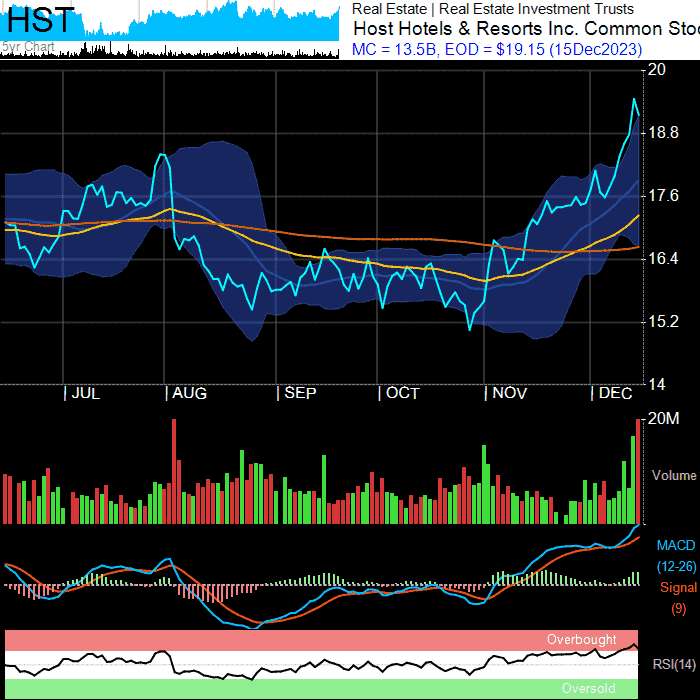 HST
5yr Chart
Real Estate | Real Estate Investment Trusts
Host Hotels & Resorts Inc. Common Stoc
MC = 13.5B, EOD = $19.15 (15Dec2023)
20
18.8
17.6
16.4
15.2
14
| JUL | AUG | SEP | OCT | NOV | DEC
20M
Volume
MACD
(12-26)
Signal
(9)
Overbought
RSI(14)
Oversold